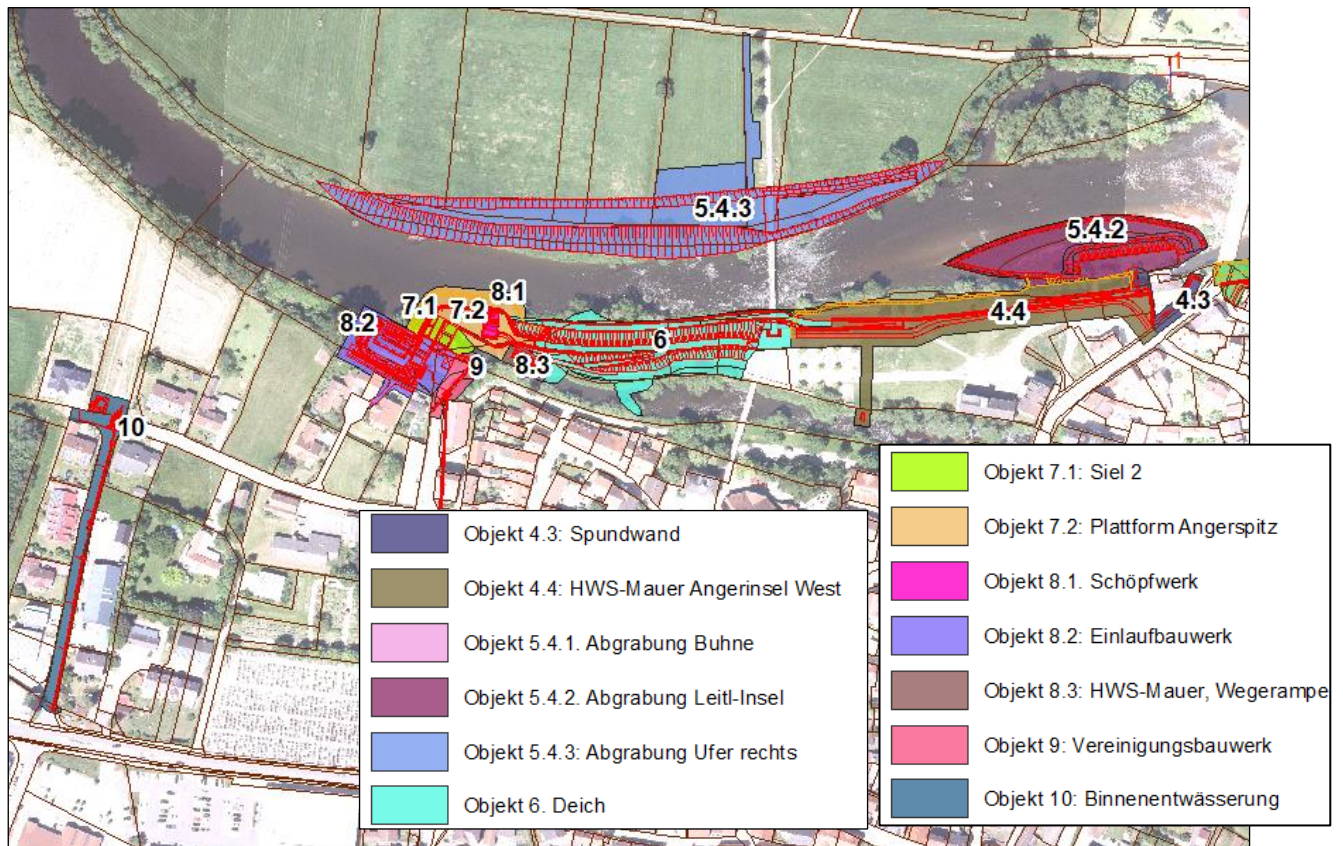 5.4.3
5.4.2
4.3
4.4
8.1
7.1
7.2
8.2
6
8.3
9
10
Objekt 4.3: Spundwand
Objekt 4.4: HWS-Mauer Angerinsel West
Objekt 5.4.1. Abgrabung Buhne
Objekt 5.4.2. Abgrabung Leitl-Insel
Objekt 5.4.3: Abgrabung Ufer rechts
Objekt 6. Deich
Objekt 7.1: Siel 2
Objekt 7.2: Plattform Angerspitz
Objekt 8.1. Schöpfwerk
Objekt 8.2: Einlaufbauwerk
Objekt 8.3: HWS-Mauer, Wegerampe
Objekt 9: Vereinigungsbauwerk
Objekt 10: Binnenentwässerung